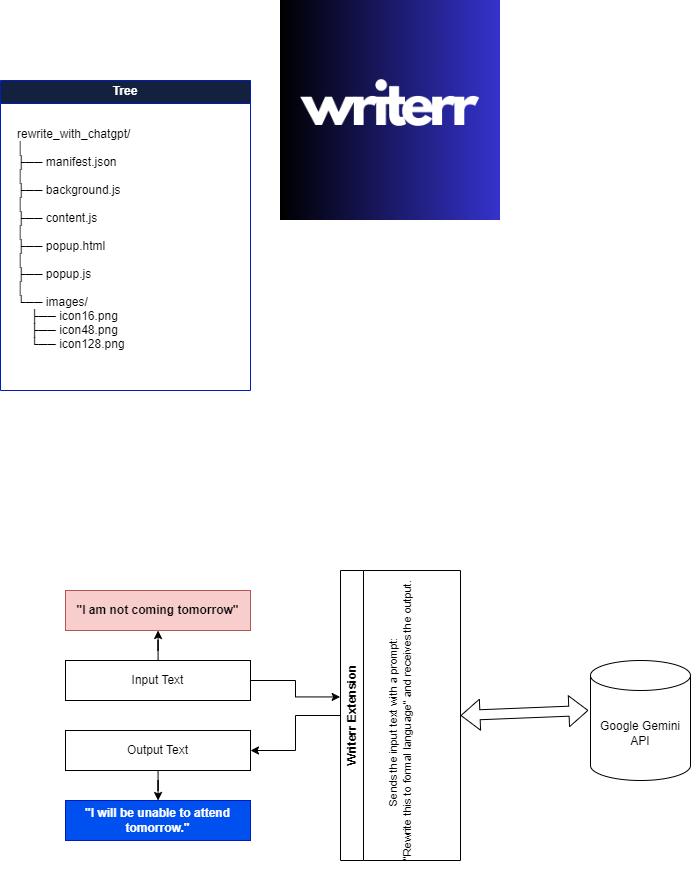 writerr
Tree
rewrite_with_chatgpt/
├── manifest.json
├── background.js
├── content.js
├── popup.html
├── popup.js
└── images/
├── icon16.png
├── icon48.png
└── icon128.png
"I am not coming tomorrow"
Input Text
Output Text
"I will be unable to attend
tomorrow."
Writerr Extension
Sends the input text with a prompt:
"Rewrite this to formal language" and receives the output.
Google Gemini
API